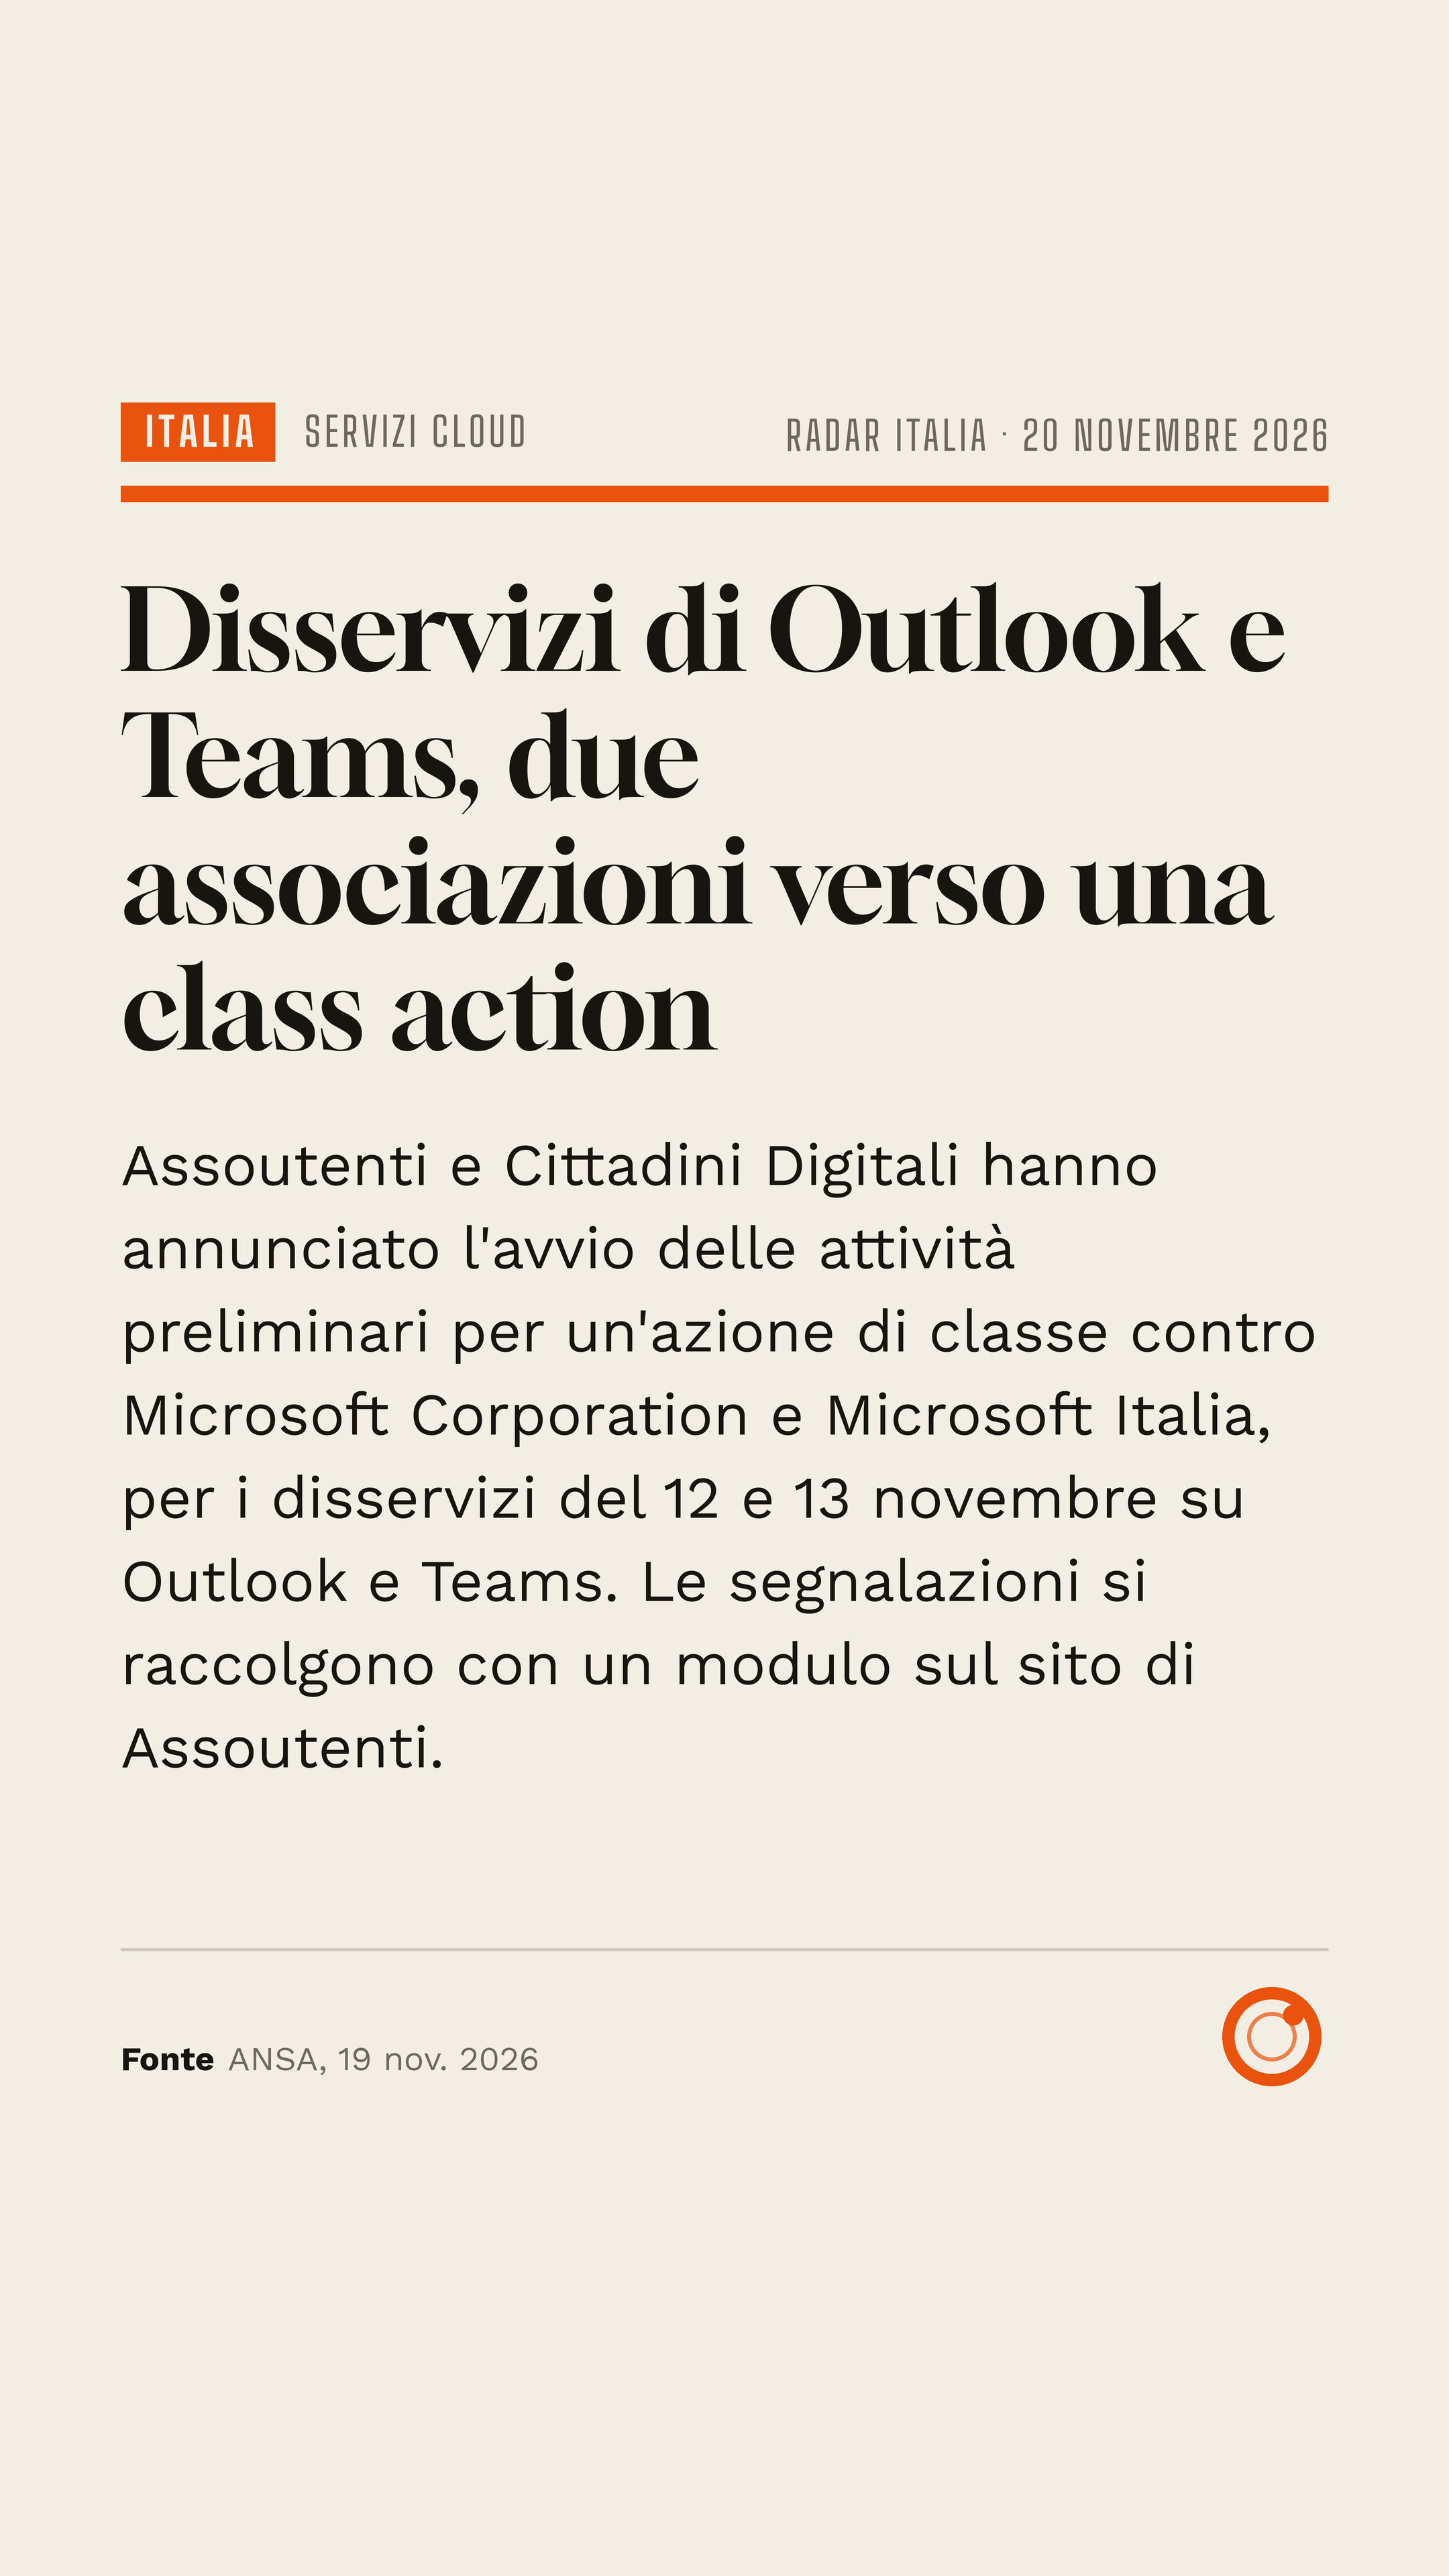 ITALIA SERVIZI CLOUD RADAR ITALIA · 20 NOVEMBRE 2026
Disservizi di Outlook e
Teams, due
associazioni verso una
class action
Assoutenti e Cittadini Digitali hanno
annunciato l'avvio delle attività
preliminari per un'azione di classe contro
Microsoft Corporation e Microsoft Italia,
per i disservizi del 12 e 13 novembre su
Outlook e Teams. Le segnalazioni si
raccolgono con un modulo sul sito di
Assoutenti.
Fonte ANSA, 19 nov. 2026